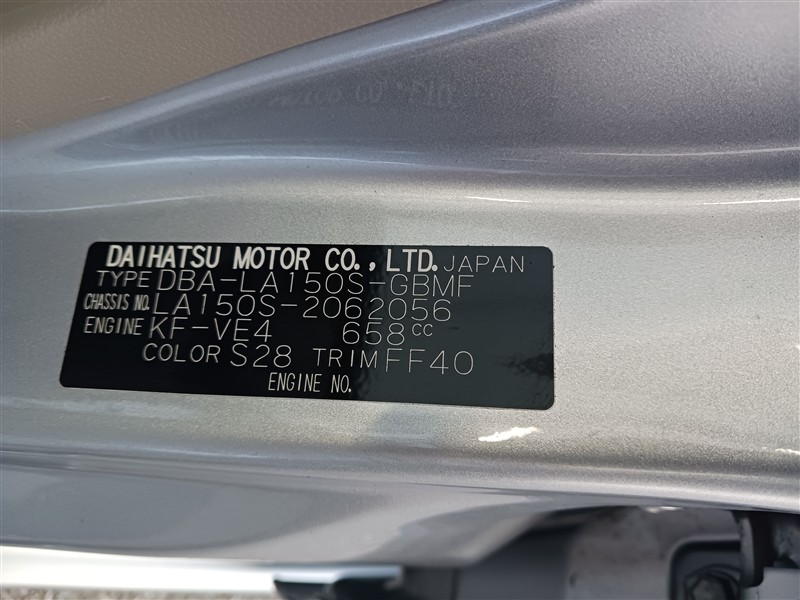 DAIHATSU MOTOR CO., LTD. JAPAN
TYPE DBA-LA150S-GBMF
CHASSIS NO. LA150S-2062056
ENGINE KF-VE4 658CC
COLOR S28 TRIM FF40
ENGINE NO.